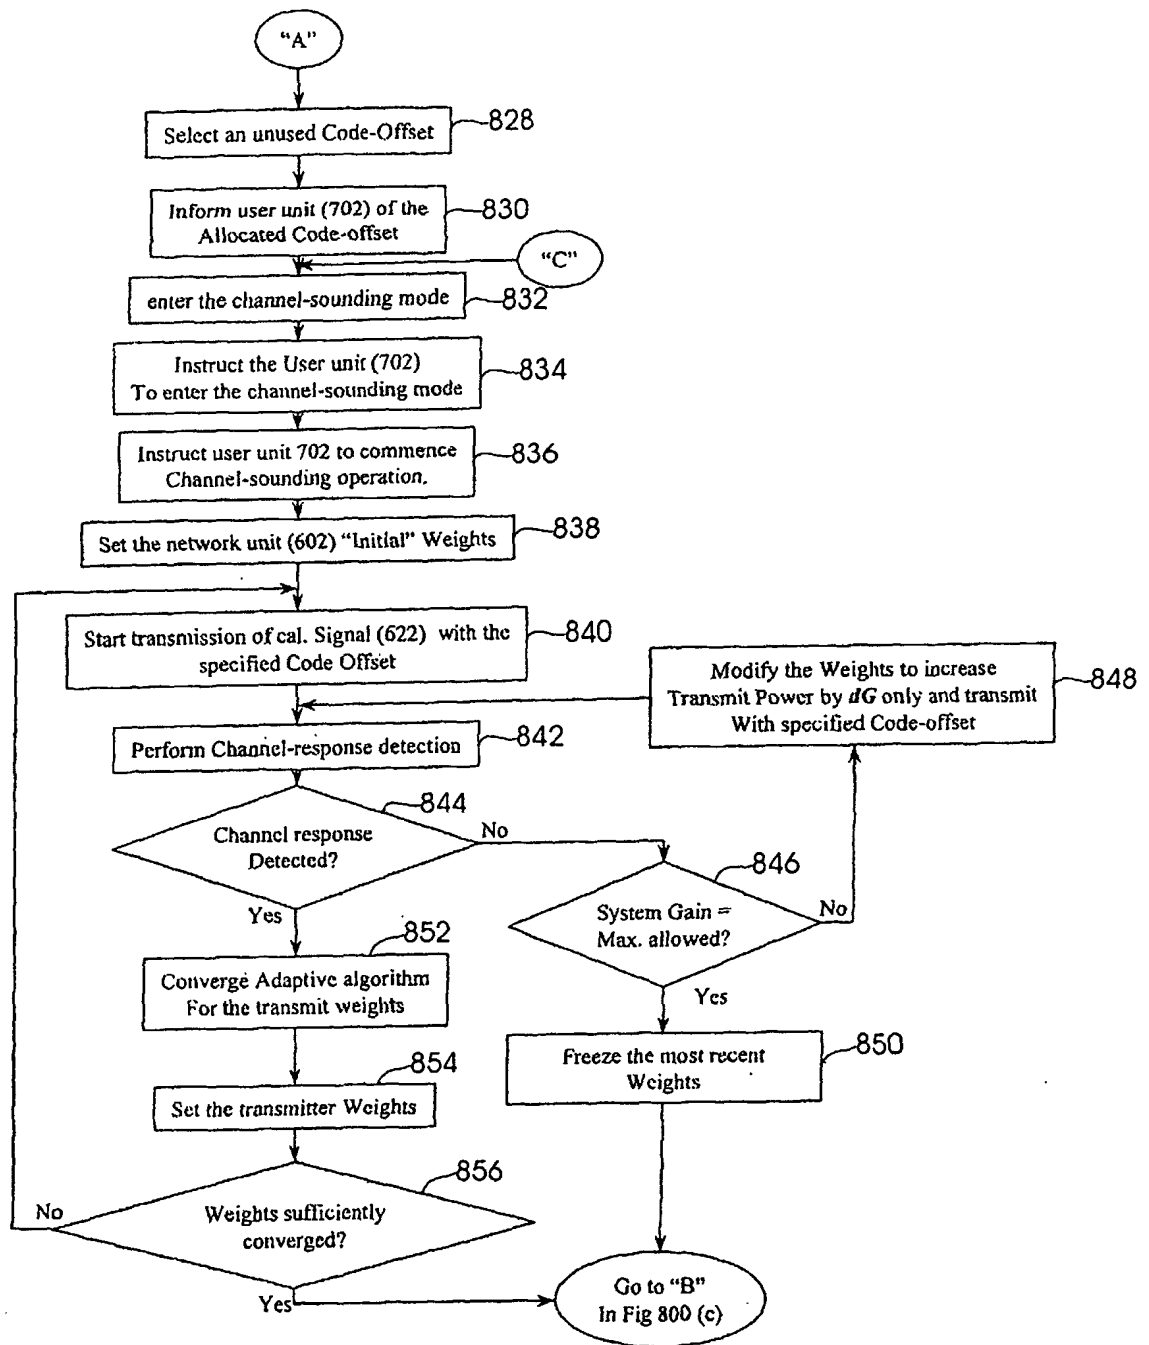 “A”
Select an unused Code-Offset
828
Inform user unit (702) of the
Allocated Code-offset
830
“C”
enter the channel-sounding mode
832
Instruct the User unit (702)
To enter the channel-sounding mode
834
Instruct user unit 702 to commence
Channel-sounding operation.
836
Set the network unit (602) “Initial” Weights
838
Start transmission of cal. Signal (622) with the
specified Code Offset
840
Modify the Weights to increase
Transmit Power by dG only and transmit
With specified Code-offset
848
Perform Channel-response detection
842
Channel response
Detected?
844
No
Yes
System Gain =
Max. allowed?
846
No
Yes
Converge Adaptive algorithm
For the transmit weights
852
Freeze the most recent
Weights
850
Set the transmitter Weights
854
Weights sufficiently
converged?
856
No
Yes
Go to “B”
In Fig 800 (c)